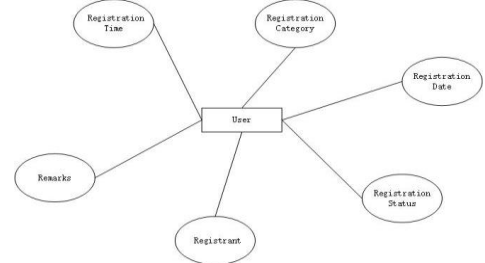 Registration
Time
Registration
Category
Registration
Date
User
Remarks
Registration
Status
Registrant